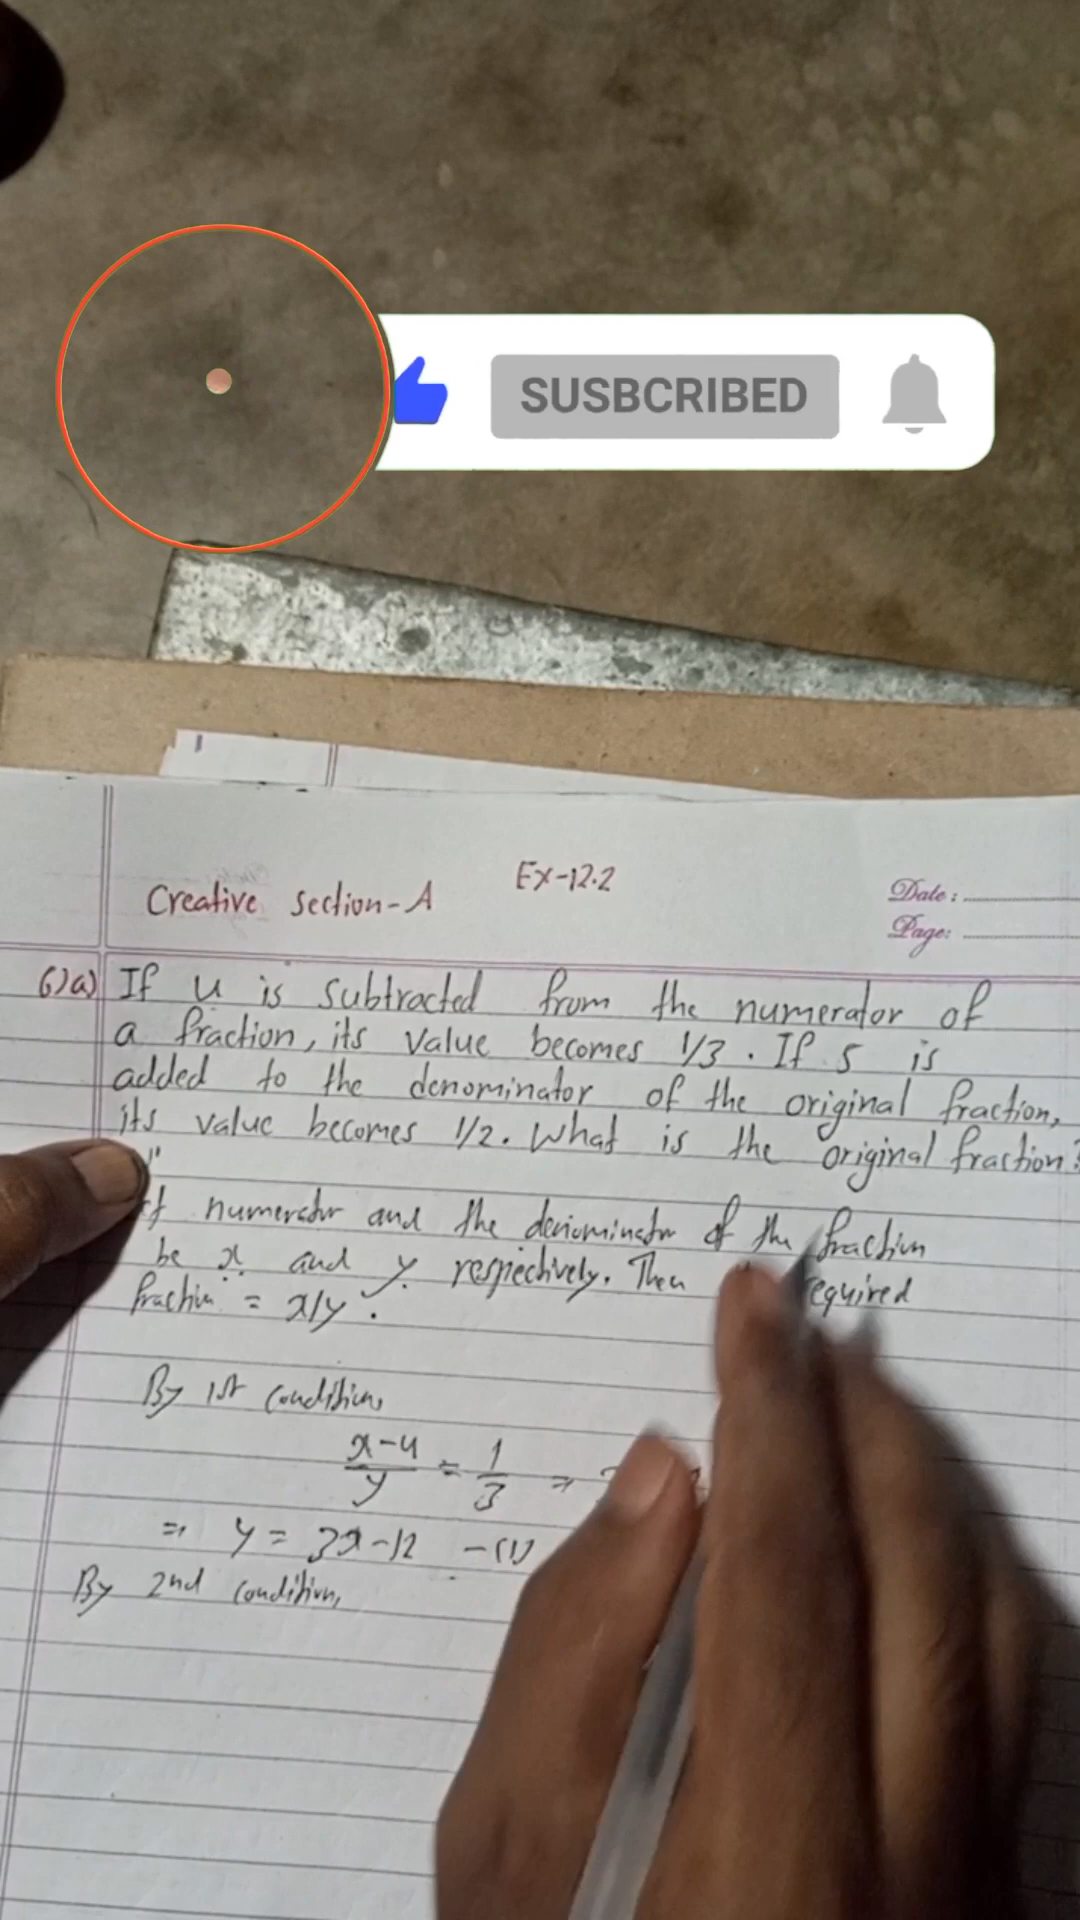 SUSBCRIBED
Ex-12.2
Creative section-A
Date:
Page:
6)a) If 4 is subtracted from the numerator of
a fraction, its value becomes 1/3. If 5 is
added to the denominator of the original fraction,
its value becomes 1/2. What is the original fraction?
numerator and the denominator of the fraction
be x and y respectively. Then required
fraction = x/y.
By 1st condition,
x-4/y = 1/3 =>
=> y = 3x-12 -(1)
By 2nd condition,